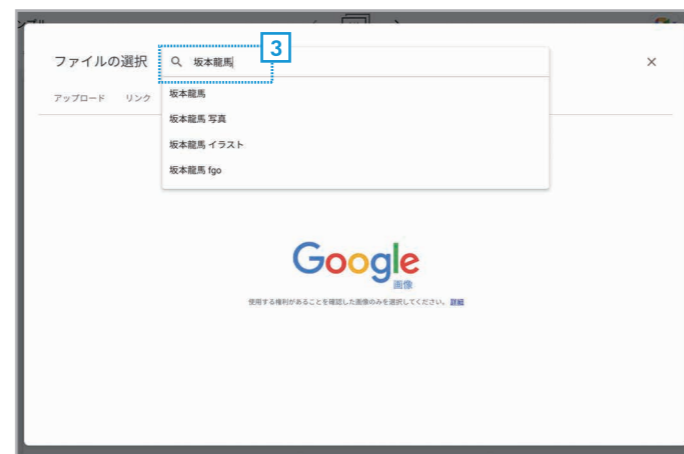 3
ファイルの選択 坂本龍馬
アップロード リンク
坂本龍馬
坂本龍馬 写真
坂本龍馬 イラスト
坂本龍馬 fgo
Google
画像
使用する権利があることを確認した画像のみを選択してください。 詳細